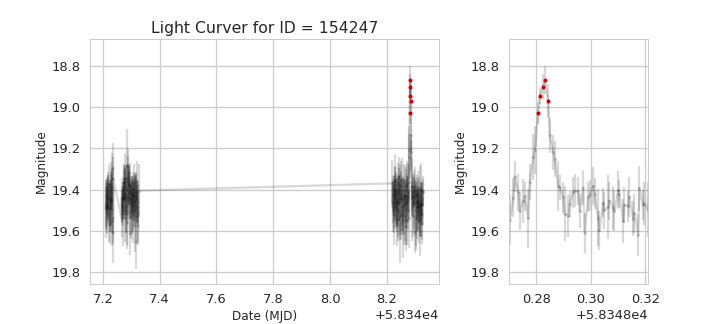 Light Curver for ID = 154247
Magnitude
18.8
19.0
19.2
19.4
19.6
19.8
7.2 7.4 7.6 7.8 8.0 8.2
Date (MJD)
+5.834e4
Magnitude
18.8
19.0
19.2
19.4
19.6
19.8
0.28 0.30 0.32
+5.8348e4